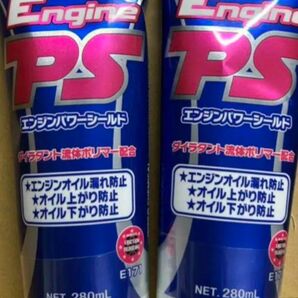 Engine Engine
PS PS
エンジンパワーシールド エンジンパワーシールド
ダイラタント流体ポリマー配合 ダイラタント流体ポリマー配合
★エンジンオイル漏れ防止 ★エンジンオイル漏れ防止
★オイル上がり防止 ★オイル上がり防止
★オイル下がり防止 ★オイル下がり防止
E171
NET. 280mL NET. 280mL